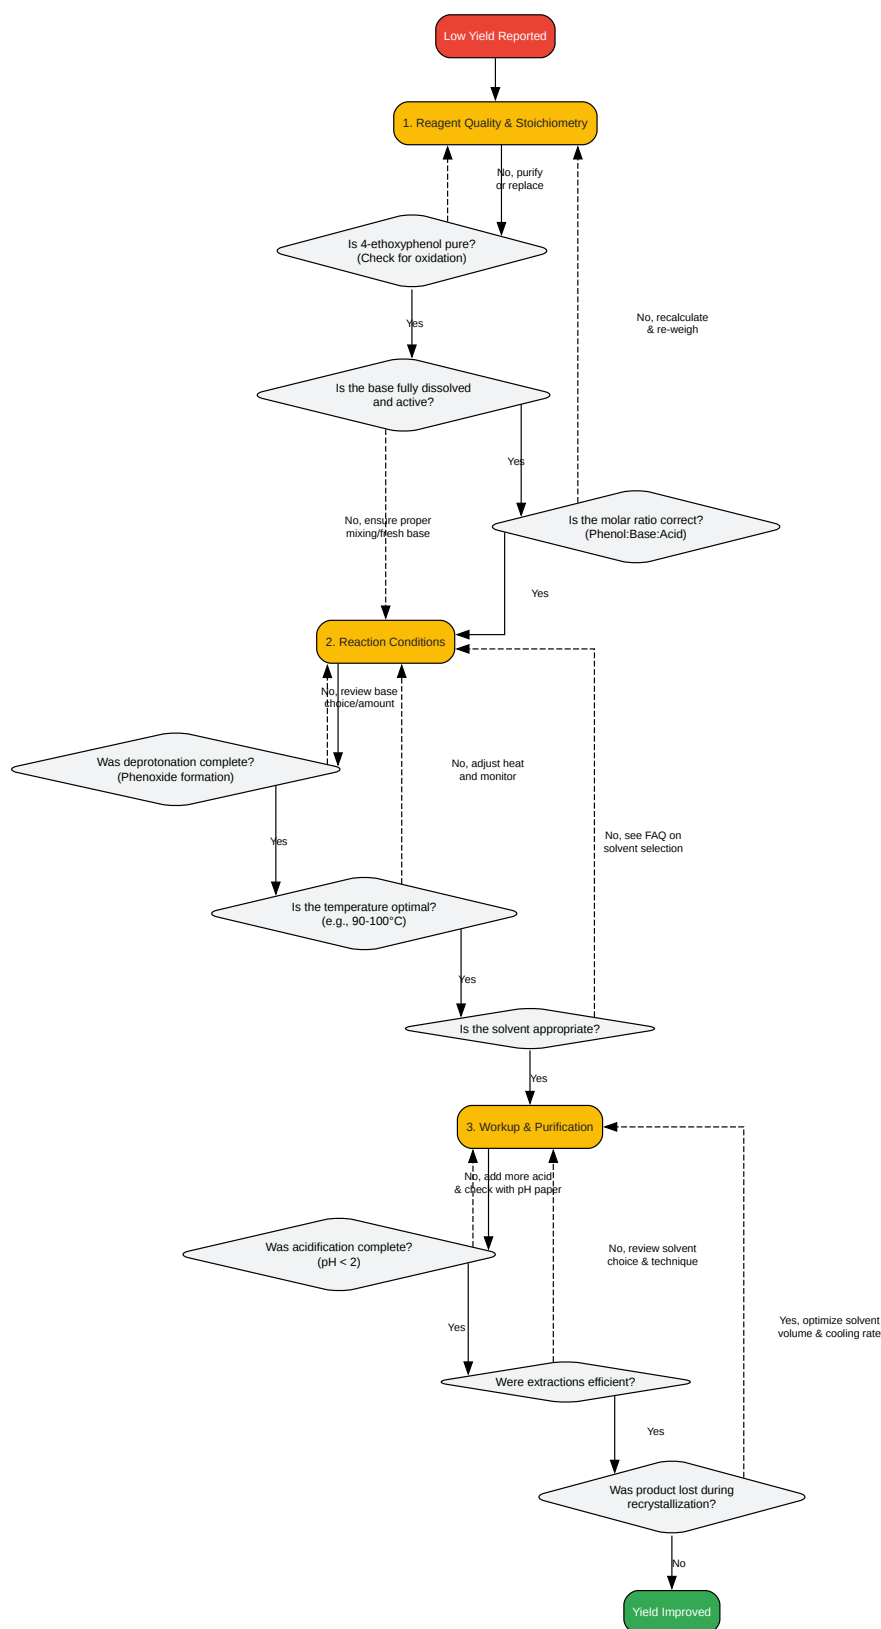 Low Yield Reported
1. Reagent Quality & Stoichiometry
No, purify
or replace
Is 4-ethoxyphenol pure?
(Check for oxidation)
No, recalculate
& re-weigh
Yes
Is the base fully dissolved
and active?
Yes
No, ensure proper
mixing/fresh base
Is the molar ratio correct?
(Phenol:Base:Acid)
Yes
2. Reaction Conditions
No, review base
choice/amount
Was deprotonation complete?
(Phenoxide formation)
No, adjust heat
and monitor
Yes
No, see FAQ on
solvent selection
Is the temperature optimal?
(e.g., 90-100°C)
Yes
Is the solvent appropriate?
Yes
3. Workup & Purification
No, add more acid
& check with pH paper
Was acidification complete?
(pH < 2)
No, review solvent
choice & technique
Yes
Yes, optimize solvent
volume & cooling rate
Were extractions efficient?
Yes
Was product lost during
recrystallization?
No
Yield Improved